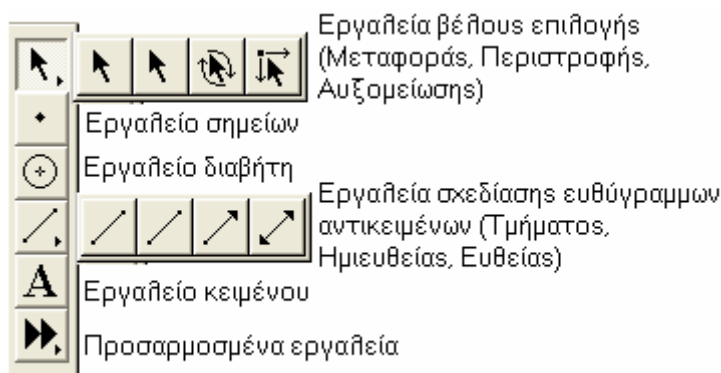 Εργαλεία βέλους επιλογής
(Μεταφοράς, Περιστροφής,
Αυξομείωσης)
Εργαλείο σημείων
Εργαλείο διαβήτη
Εργαλεία σχεδίασης ευθύγραμμων
αντικειμένων (Τμήματος,
Ημιευθείας, Ευθείας)
A
Εργαλείο κειμένου
Προσαρμοσμένα εργαλεία